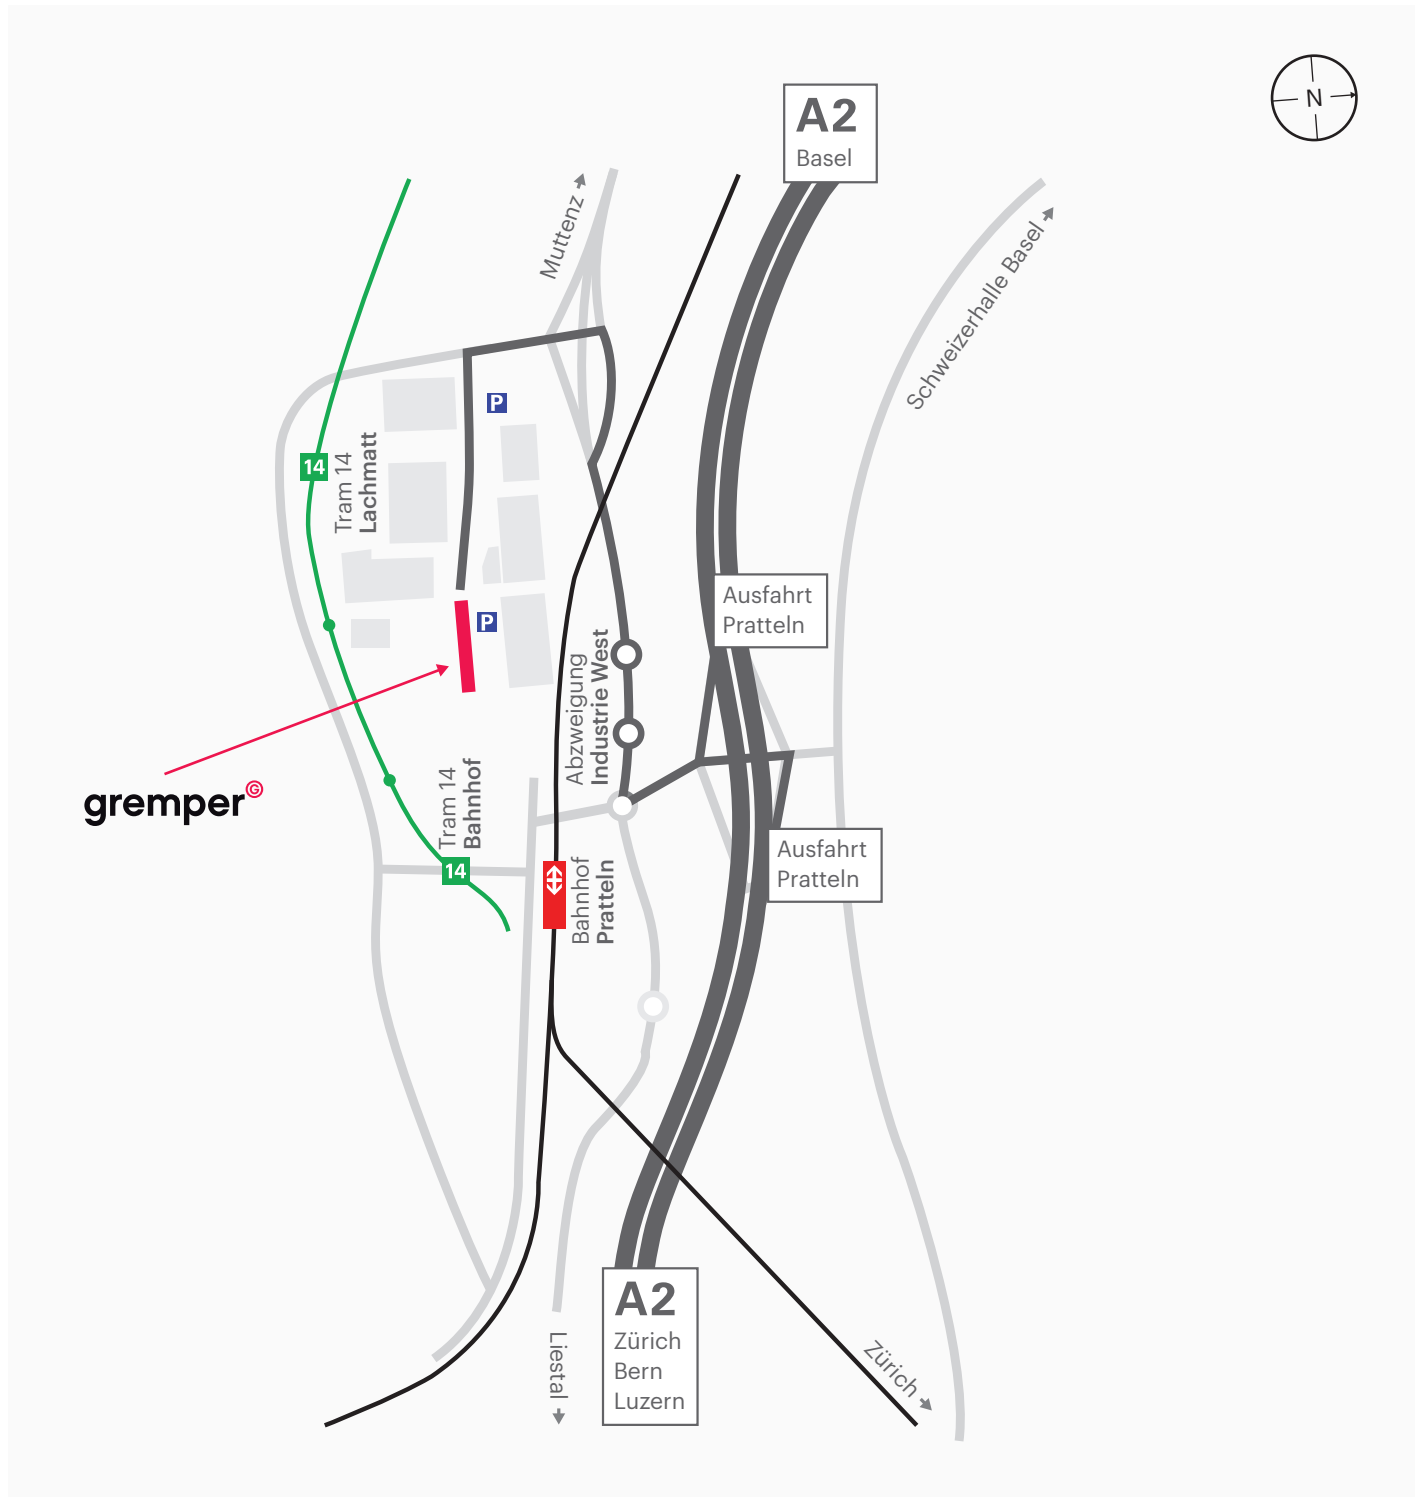 N
A2
Basel
Muttenz
Schweizerhalle Basel
P
14
Tram 14
Lachmatt
Ausfahrt
Pratteln
P
Abzweigung
Industrie West
gremper G
Tram 14
Bahnhof
14
Bahnhof
Pratteln
Ausfahrt
Pratteln
A2
Zürich
Bern
Luzern
Liestal
Zürich